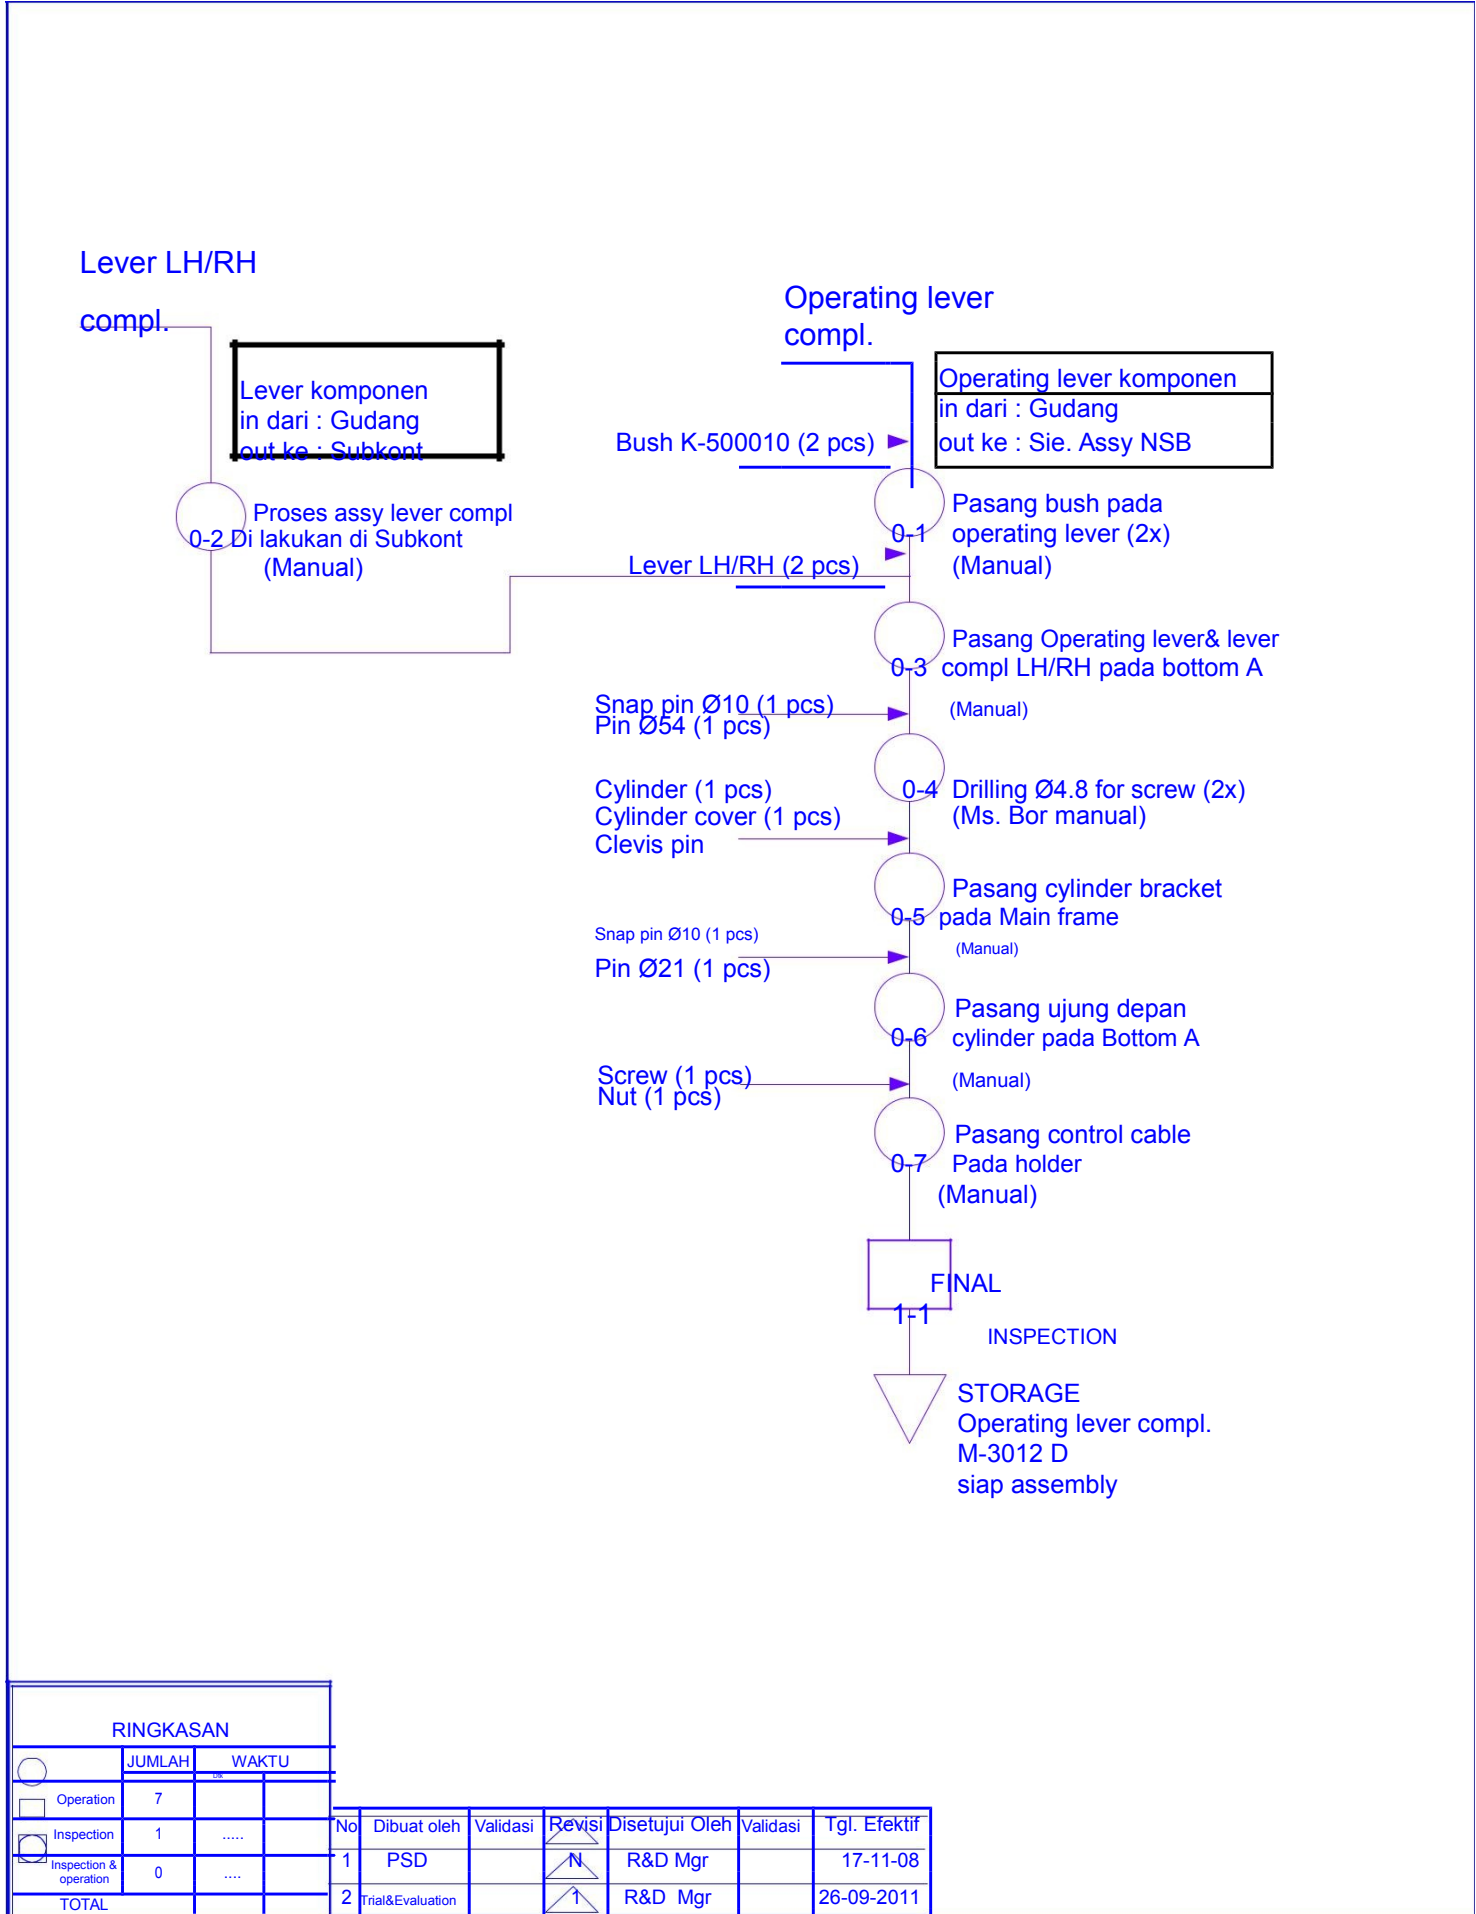 Lever LH/RH
compl.
Lever komponen
in dari : Gudang
out ke : Subkont
Proses assy lever compl
0-2 Di lakukan di Subkont
(Manual)
Operating lever
compl.
Operating lever komponen
in dari : Gudang
out ke : Sie. Assy NSB
Bush K-500010 (2 pcs)
Pasang bush pada
0-1 operating lever (2x)
(Manual)
Lever LH/RH (2 pcs)
Pasang Operating lever& lever
0-3 compl LH/RH pada bottom A
(Manual)
Snap pin Ø10 (1 pcs)
Pin Ø54 (1 pcs)
0-4 Drilling Ø4.8 for screw (2x)
(Ms. Bor manual)
Cylinder (1 pcs)
Cylinder cover (1 pcs)
Clevis pin
Pasang cylinder bracket
0-5 pada Main frame
(Manual)
Snap pin Ø10 (1 pcs)
Pin Ø21 (1 pcs)
Pasang ujung depan
0-6 cylinder pada Bottom A
(Manual)
Screw (1 pcs)
Nut (1 pcs)
Pasang control cable
0-7 Pada holder
(Manual)
FINAL
1-1
INSPECTION
STORAGE
Operating lever compl.
M-3012 D
siap assembly
RINGKASAN
JUMLAH WAKTU
Operation 7
Inspection 1 .....
Inspection &
operation 0 ....
TOTAL
No Dibuat oleh Validasi Revisi Disetujui Oleh Validasi Tgl. Efektif
1 PSD N R&D Mgr 17-11-08
2 Trial&Evaluation 1 R&D Mgr 26-09-2011